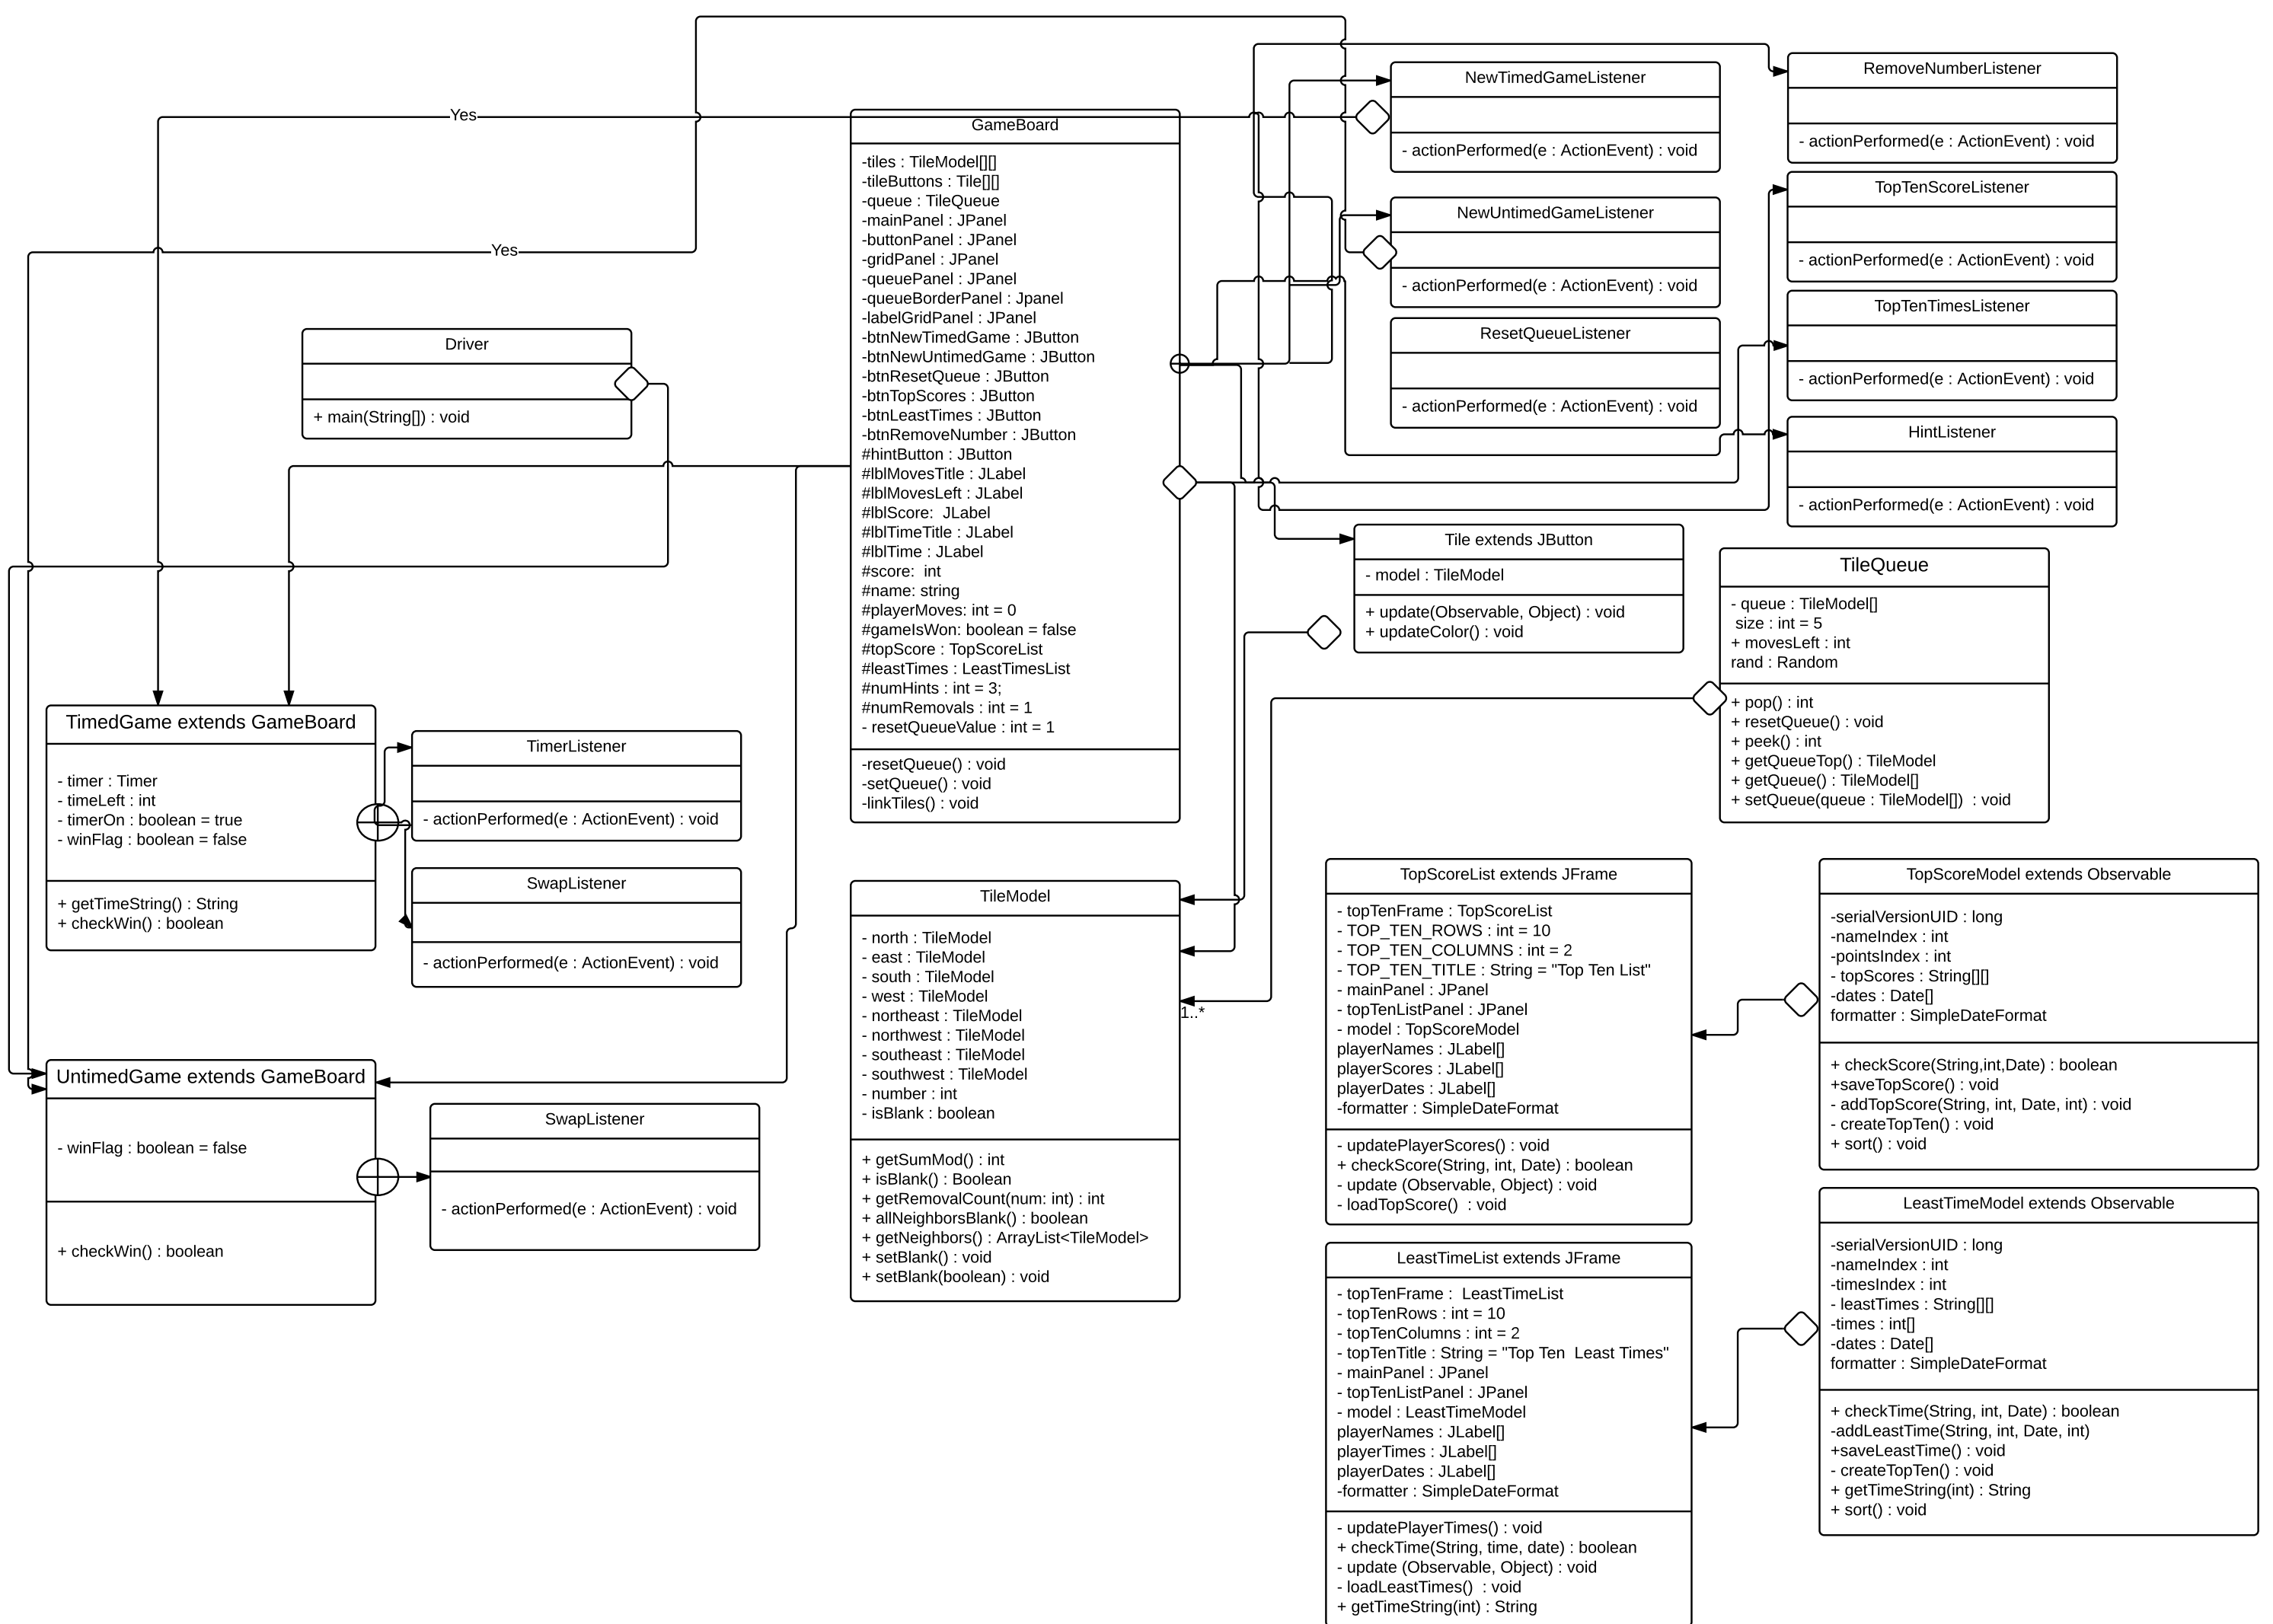 Yes
Yes
GameBoard
-tiles : TileModel[][]
-tileButtons : Tile[][]
-queue : TileQueue
-mainPanel : JPanel
-buttonPanel : JPanel
-gridPanel : JPanel
-queuePanel : JPanel
-queueBorderPanel : Jpanel
-labelGridPanel : JPanel
-btnNewTimedGame : JButton
-btnNewUntimedGame : JButton
-btnResetQueue : JButton
-btnTopScores : JButton
-btnLeastTimes : JButton
-btnRemoveNumber : JButton
#hintButton : JButton
#lblMovesTitle : JLabel
#lblMovesLeft : JLabel
#lblScore:  JLabel
#lblTimeTitle : JLabel
#lblTime : JLabel
#score:  int
#name: string
#playerMoves: int = 0
#gameIsWon: boolean = false
#topScore : TopScoreList
#leastTimes : LeastTimesList
#numHints : int = 3;
#numRemovals : int = 1
- resetQueueValue : int = 1
-resetQueue() : void
-setQueue() : void
-linkTiles() : void
NewTimedGameListener
- actionPerformed(e : ActionEvent) : void
NewUntimedGameListener
- actionPerformed(e : ActionEvent) : void
ResetQueueListener
- actionPerformed(e : ActionEvent) : void
RemoveNumberListener
- actionPerformed(e : ActionEvent) : void
TopTenScoreListener
- actionPerformed(e : ActionEvent) : void
TopTenTimesListener
- actionPerformed(e : ActionEvent) : void
HintListener
- actionPerformed(e : ActionEvent) : void
Driver
+ main(String[]) : void
Tile extends JButton
- model : TileModel
+ update(Observable, Object) : void
+ updateColor() : void
TileQueue
- queue : TileModel[]
size : int = 5
+ movesLeft : int
rand : Random
+ pop() : int
+ resetQueue() : void
+ peek() : int
+ getQueueTop() : TileModel
+ getQueue() : TileModel[]
+ setQueue(queue : TileModel[])  : void
TimedGame extends GameBoard
- timer : Timer
- timeLeft : int
- timerOn : boolean = true
- winFlag : boolean = false
+ getTimeString() : String
+ checkWin() : boolean
TimerListener
- actionPerformed(e : ActionEvent) : void
SwapListener
- actionPerformed(e : ActionEvent) : void
UntimedGame extends GameBoard
- winFlag : boolean = false
+ checkWin() : boolean
SwapListener
- actionPerformed(e : ActionEvent) : void
TileModel
- north : TileModel
- east : TileModel
- south : TileModel
- west : TileModel
- northeast : TileModel
- northwest : TileModel
- southeast : TileModel
- southwest : TileModel
- number : int
- isBlank : boolean
+ getSumMod() : int
+ isBlank() : Boolean
+ getRemovalCount(num: int) : int
+ allNeighborsBlank() : boolean
+ getNeighbors() : ArrayList<TileModel>
+ setBlank() : void
+ setBlank(boolean) : void
1..*
TopScoreList extends JFrame
- topTenFrame : TopScoreList
- TOP_TEN_ROWS : int = 10
- TOP_TEN_COLUMNS : int = 2
- TOP_TEN_TITLE : String = "Top Ten List"
- mainPanel : JPanel
- topTenListPanel : JPanel
- model : TopScoreModel
playerNames : JLabel[]
playerScores : JLabel[]
playerDates : JLabel[]
-formatter : SimpleDateFormat
- updatePlayerScores() : void
+ checkScore(String, int, Date) : boolean
- update (Observable, Object) : void
- loadTopScore()  : void
TopScoreModel extends Observable
-serialVersionUID : long
-nameIndex : int
-pointsIndex : int
- topScores : String[][]
-dates : Date[]
formatter : SimpleDateFormat
+ checkScore(String,int,Date) : boolean
+saveTopScore() : void
- addTopScore(String, int, Date, int) : void
- createTopTen() : void
+ sort() : void
LeastTimeList extends JFrame
- topTenFrame :  LeastTimeList
- topTenRows : int = 10
- topTenColumns : int = 2
- topTenTitle : String = "Top Ten  Least Times"
- mainPanel : JPanel
- topTenListPanel : JPanel
- model : LeastTimeModel
playerNames : JLabel[]
playerTimes : JLabel[]
playerDates : JLabel[]
-formatter : SimpleDateFormat
- updatePlayerTimes() : void
+ checkTime(String, time, date) : boolean
- update (Observable, Object) : void
- loadLeastTimes()  : void
+ getTimeString(int) : String
LeastTimeModel extends Observable
-serialVersionUID : long
-nameIndex : int
-timesIndex : int
- leastTimes : String[][]
-times : int[]
-dates : Date[]
formatter : SimpleDateFormat
+ checkTime(String, int, Date) : boolean
-addLeastTime(String, int, Date, int)
+saveLeastTime() : void
- createTopTen() : void
+ getTimeString(int) : String
+ sort() : void